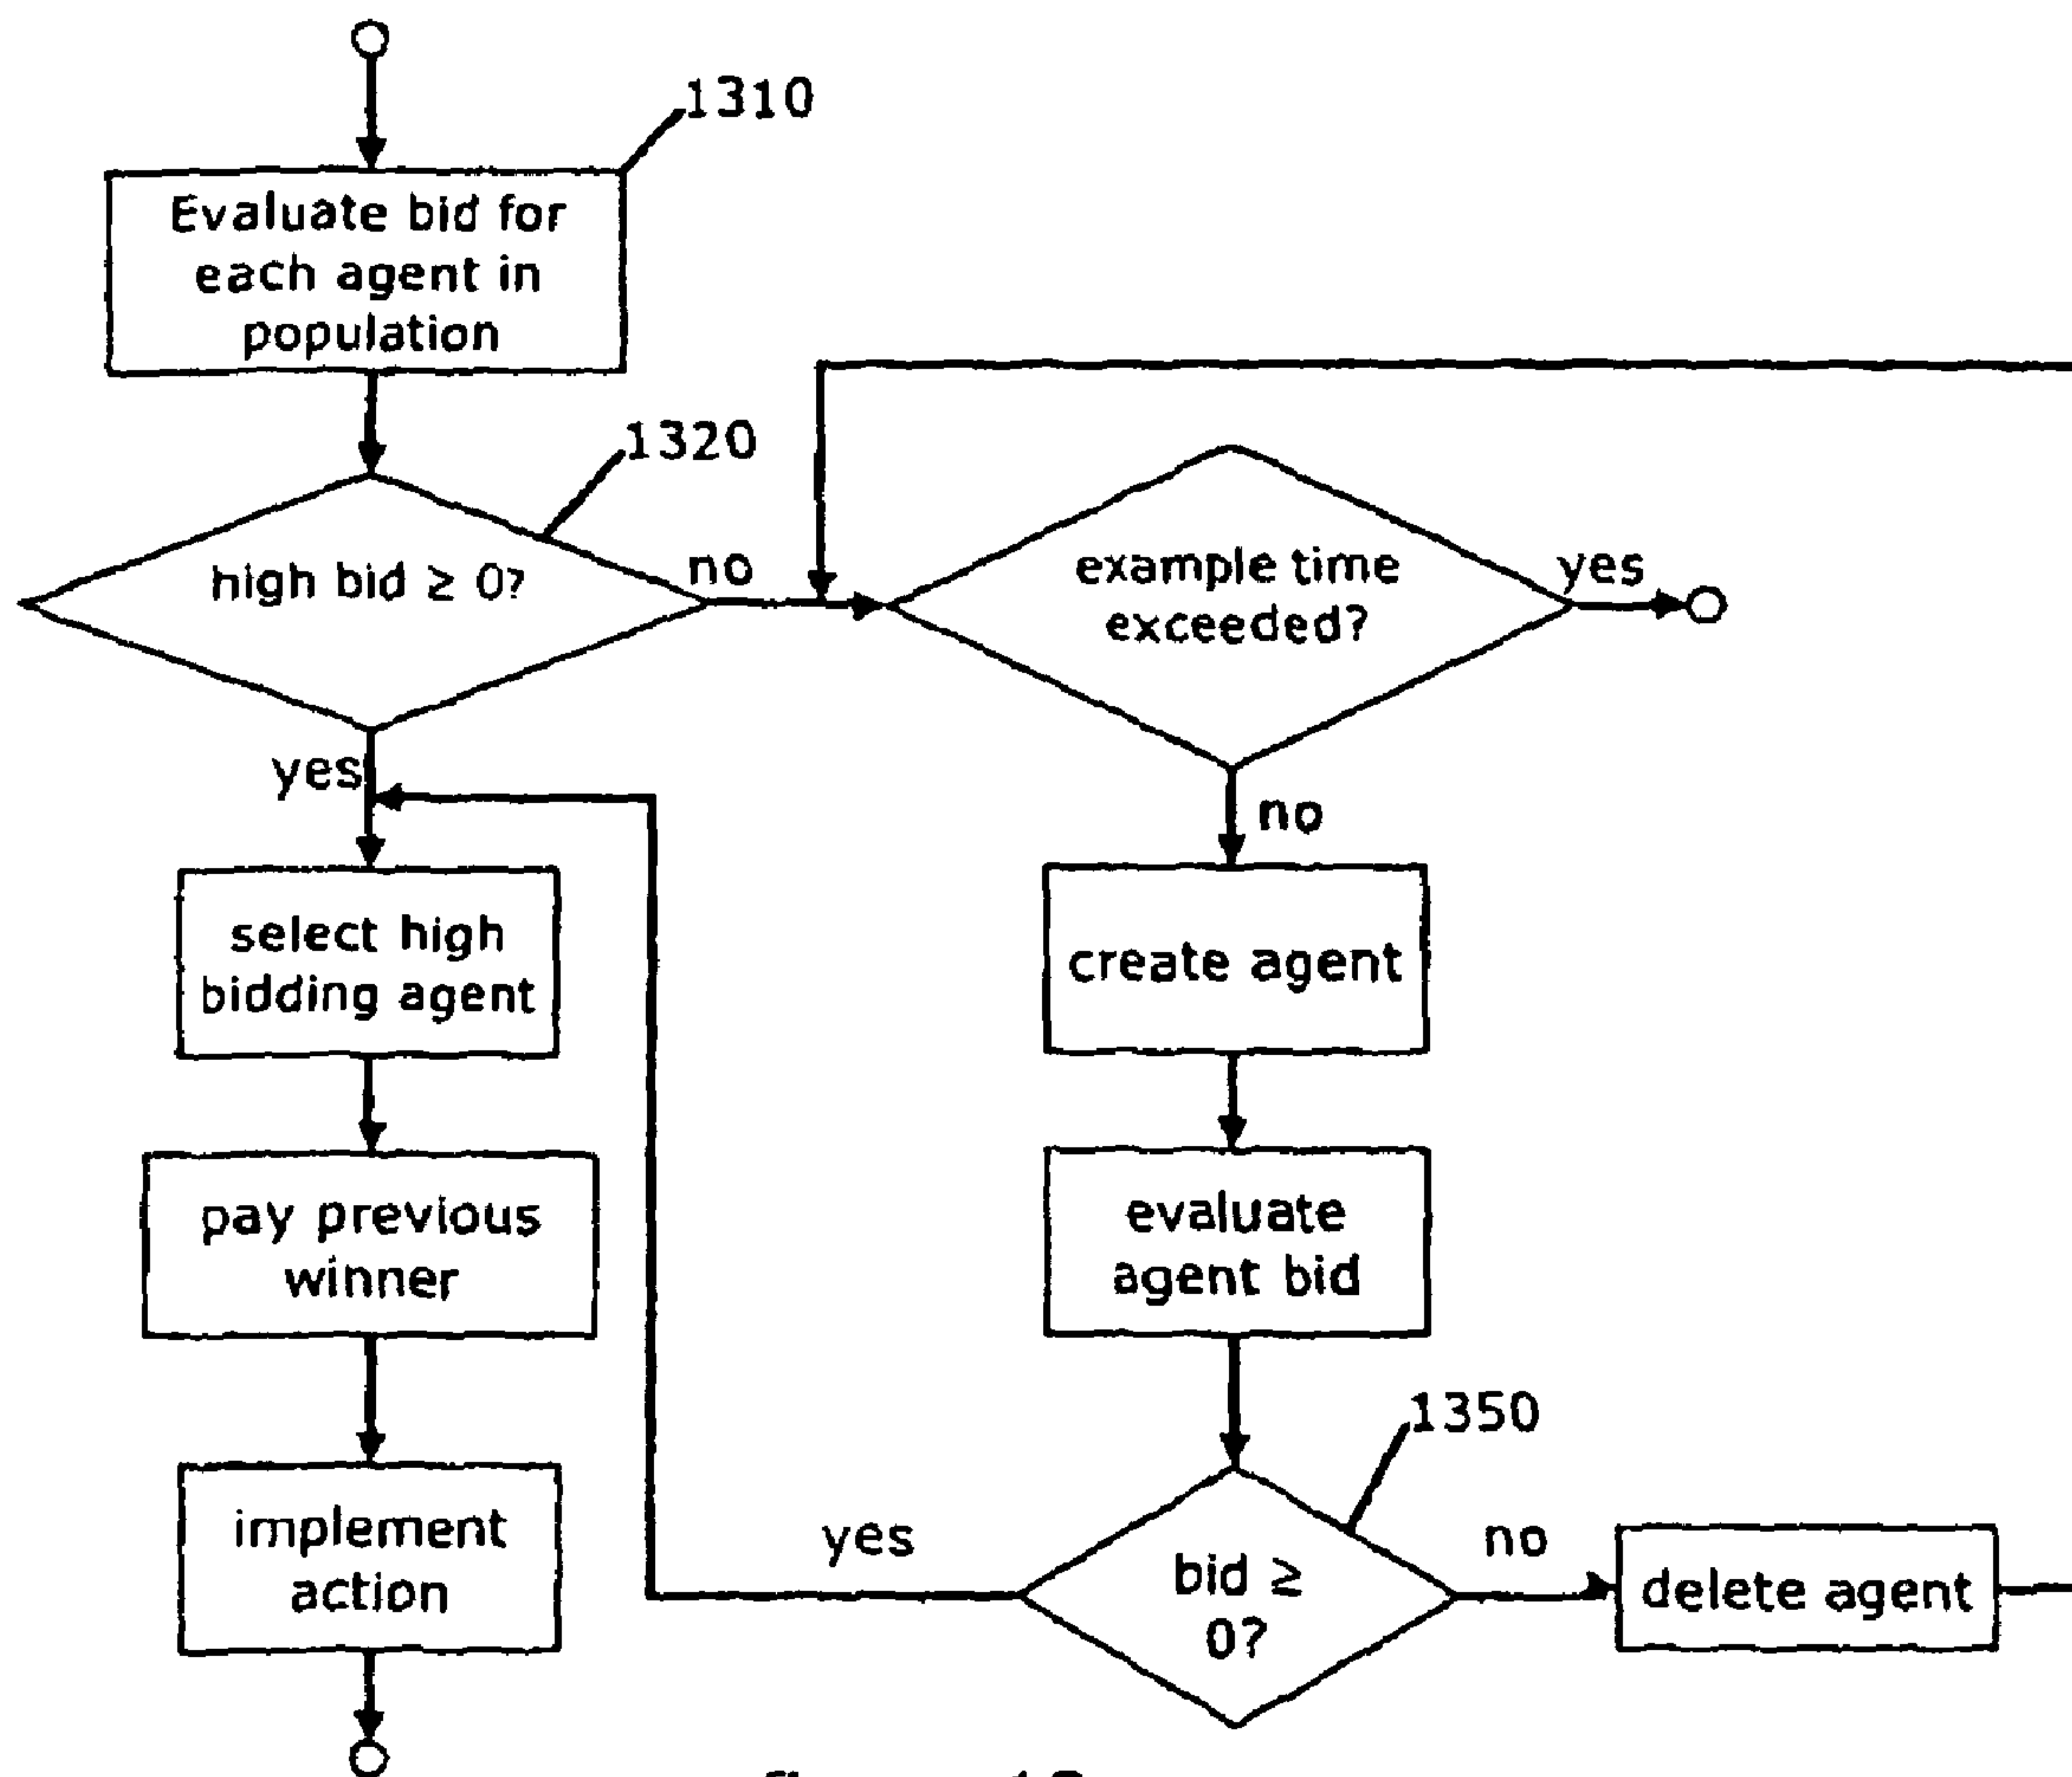 1310
Evaluate bid for
each agent in
population
1320
high bid ≥ 0?
no
example time
exceeded?
yes
yes
no
select high
bidding agent
create agent
pay previous
winner
evaluate
agent bid
1350
implement
action
yes
bid ≥
0?
no
delete agent